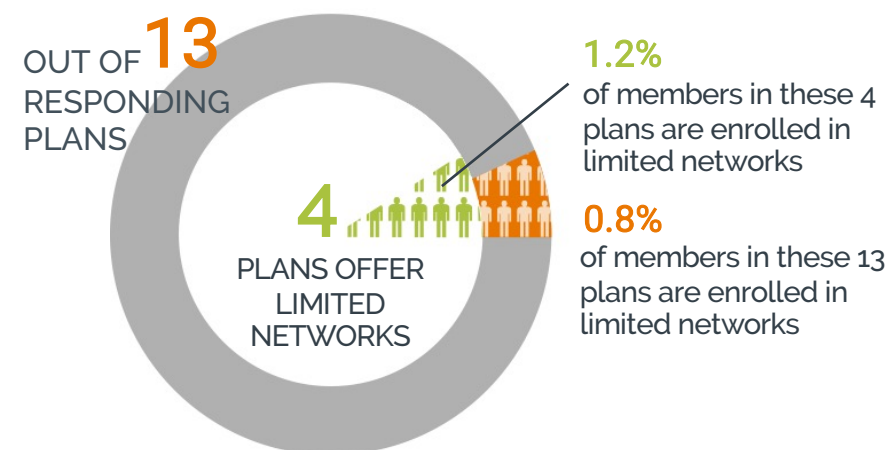 OUT OF 13
RESPONDING
PLANS
4
PLANS OFFER
LIMITED
NETWORKS
1.2%
of members in these 4
plans are enrolled in
limited networks
0.8%
of members in these 13
plans are enrolled in
limited networks